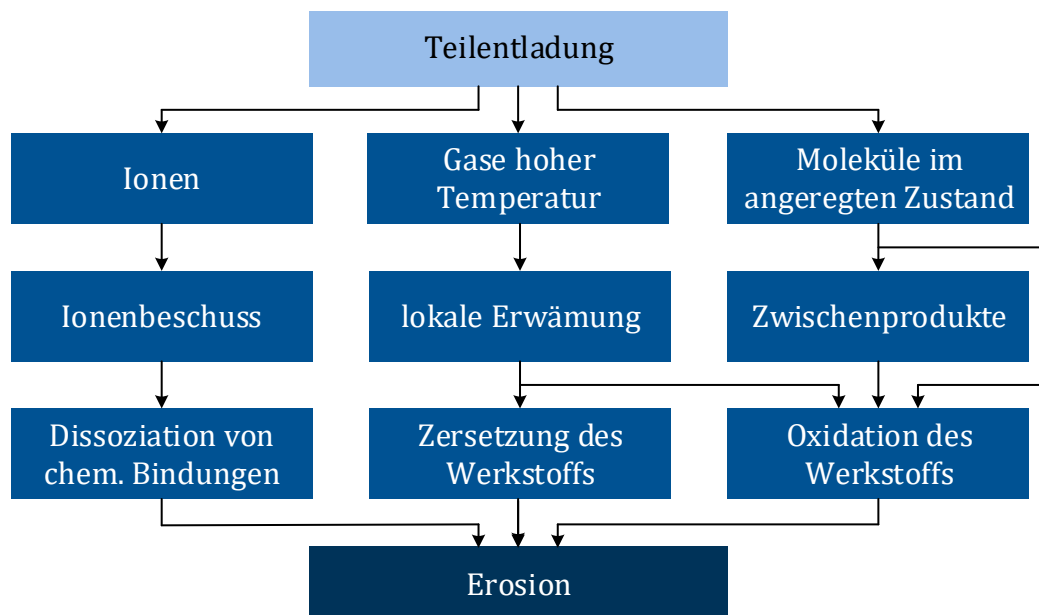 Teilentladung
Ionen
Gase hoher
Temperatur
Moleküle im
angeregten Zustand
Ionenbeschuss
lokale Erwämung
Zwischenprodukte
Dissoziation von
chem. Bindungen
Zersetzung des
Werkstoffs
Oxidation des
Werkstoffs
Erosion